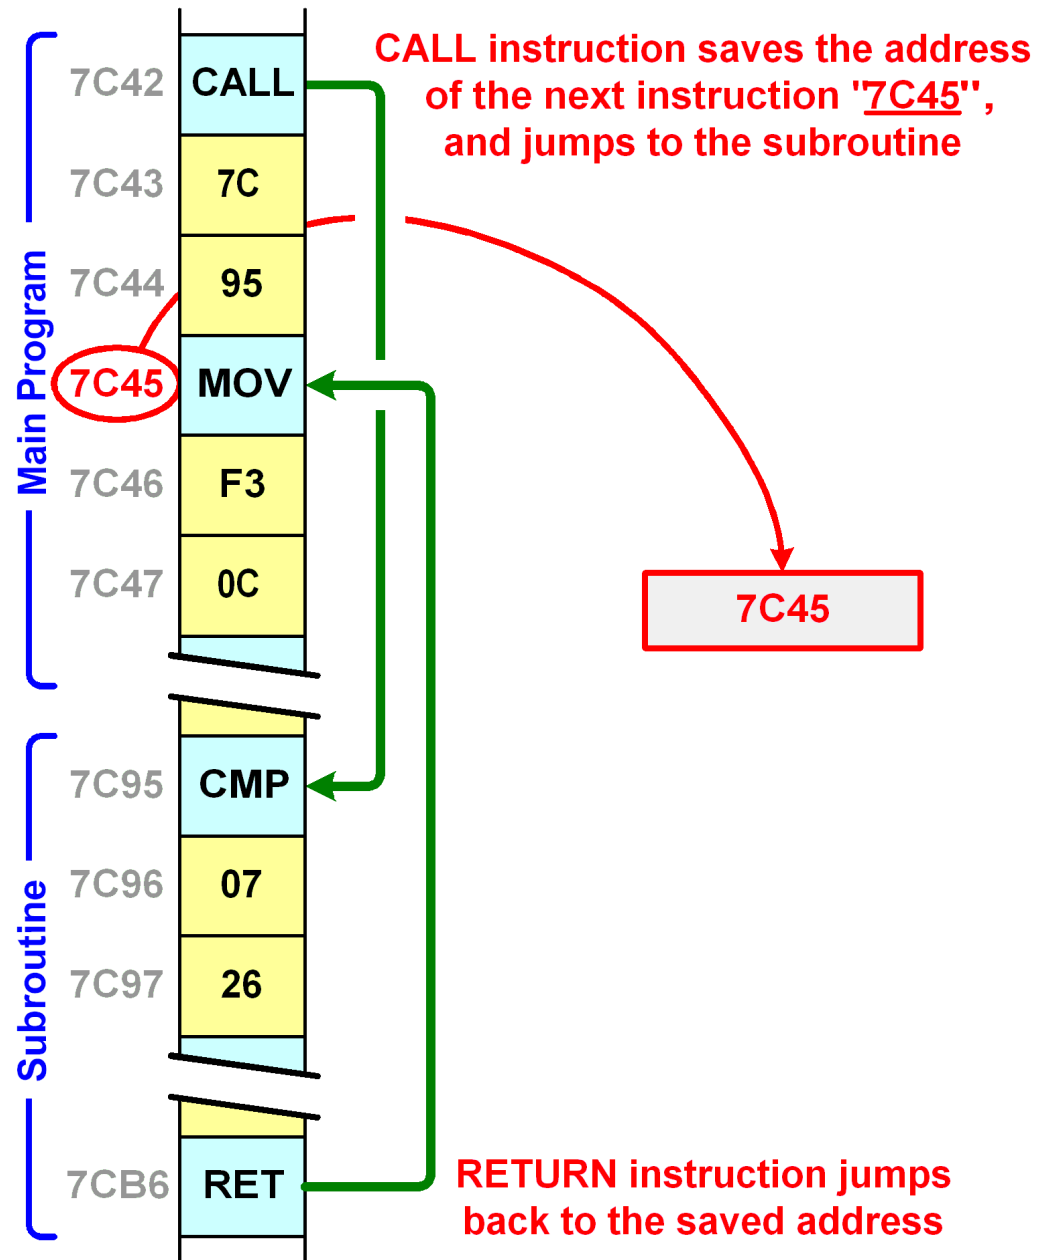 CALL instruction saves the address
of the next instruction "7C45",
and jumps to the subroutine
Main Program
7C42 CALL
7C43 7C
7C44 95
7C45 MOV
7C46 F3
7C47 0C
7C45
Subroutine
7C95 CMP
7C96 07
7C97 26
7CB6 RET
RETURN instruction jumps
back to the saved address